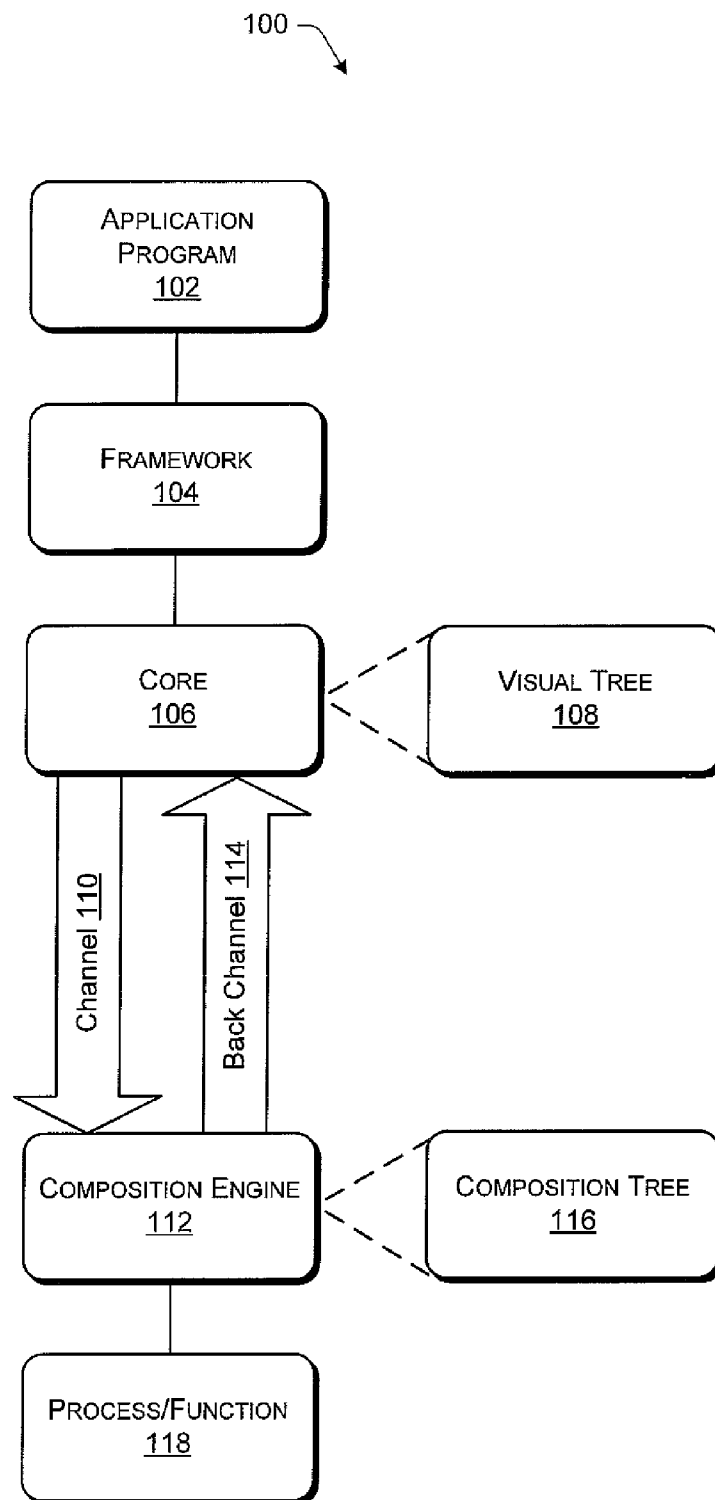 100
APPLICATION
PROGRAM
102
FRAMEWORK
104
CORE
106
VISUAL TREE
108
Channel 110
Back Channel 114
COMPOSITION ENGINE
112
COMPOSITION TREE
116
PROCESS/FUNCTION
118